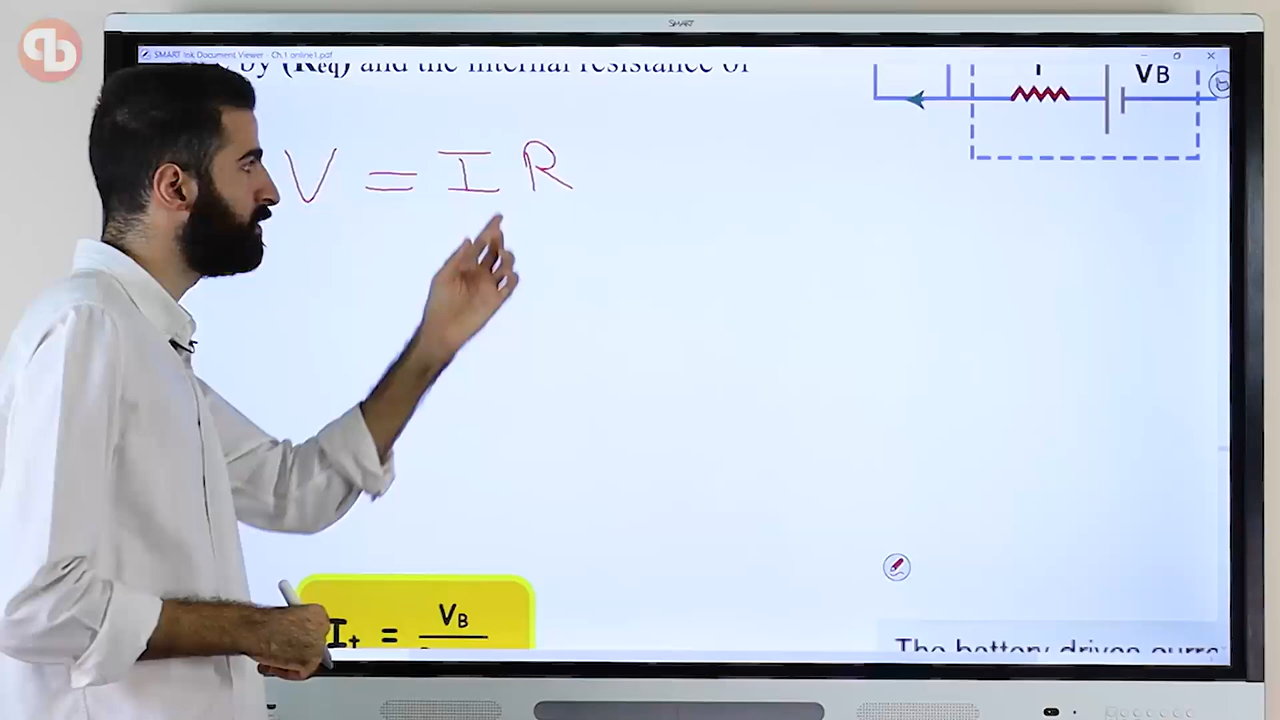 SMART
SMART Ink Document Viewer - Ch.1 online1.pdf
by (Req) and the internal resistance of
r
VB
V = I R
It = VB
The battery driven curre